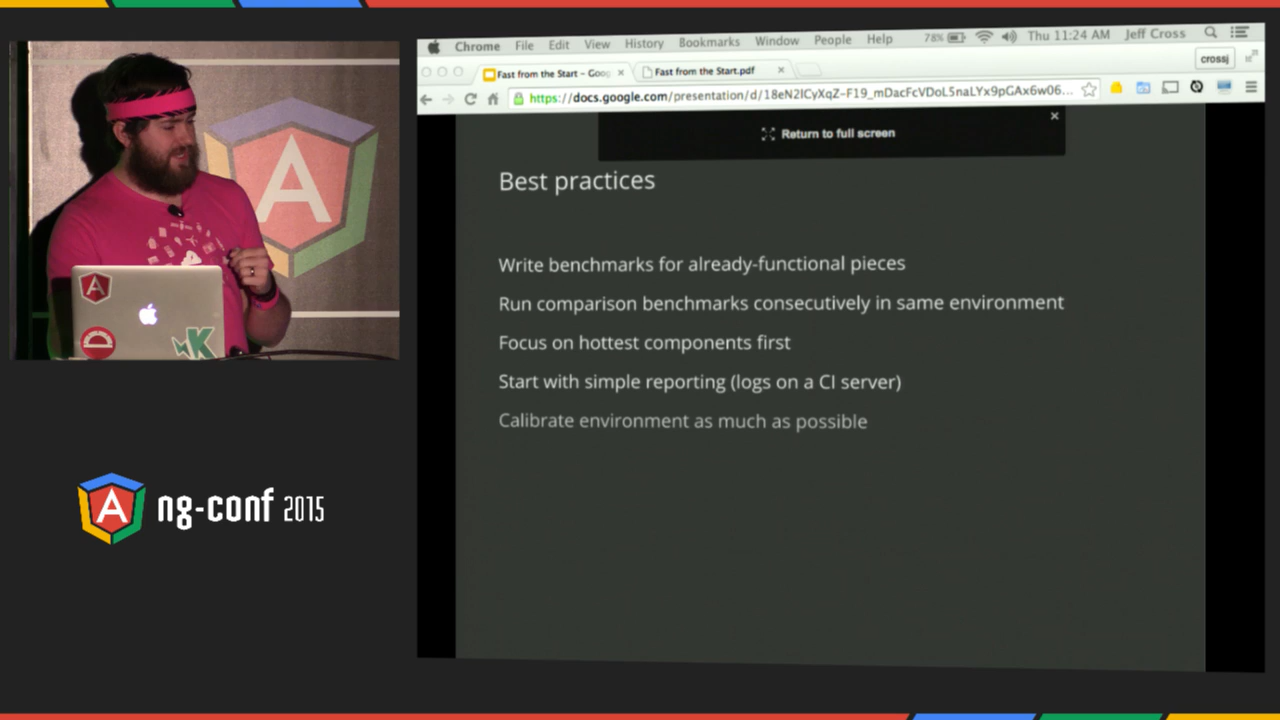 Chrome File Edit View History Bookmarks Window People Help 78% Thu 11:24 AM Jeff Cross
Fast from the Start – Goog × Fast from the Start.pdf × crossj
https://docs.google.com/presentation/d/18eN2lCyXqZ-F19_mDacFcVDoL5naLYx9pGAx6w06...
Return to full screen ×
Best practices
Write benchmarks for already-functional pieces
Run comparison benchmarks consecutively in same environment
Focus on hottest components first
Start with simple reporting (logs on a CI server)
Calibrate environment as much as possible
A
A
K
A ng-conf 2015